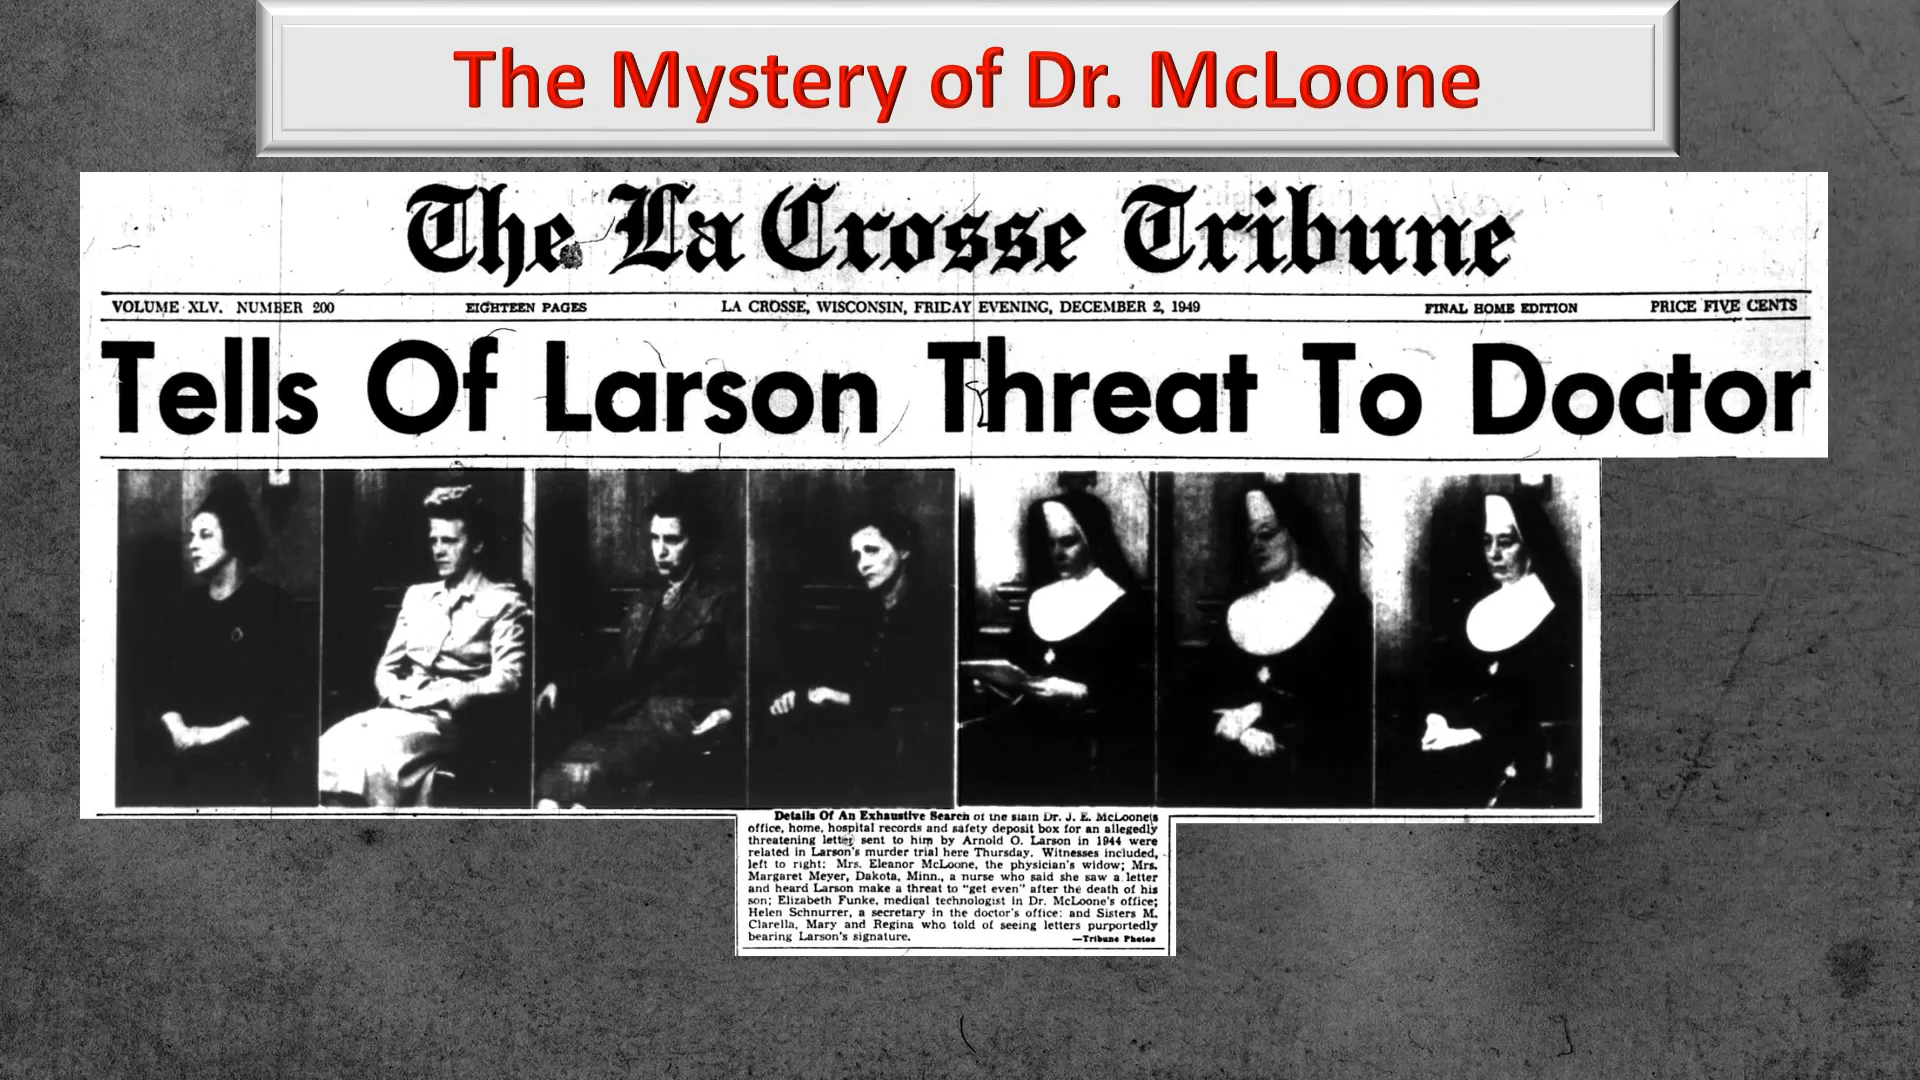 The Mystery of Dr. McLoone
The La Crosse Tribune
VOLUME XLV. NUMBER 200 EIGHTEEN PAGES LA CROSSE, WISCONSIN, FRIDAY EVENING, DECEMBER 2, 1949 FINAL HOME EDITION PRICE FIVE CENTS
Tells Of Larson Threat To Doctor
Details Of An Exhaustive Search of the slain Dr. J. E. McLoone's
office, home, hospital records and safety deposit box for an allegedly
threatening letter sent to him by Arnold O. Larson in 1944 were
related in Larson's murder trial here Thursday. Witnesses included,
left to right: Mrs. Eleanor McLoone, the physician's widow; Mrs.
Margaret Meyer, Dakota, Minn., a nurse who said she saw a letter
and heard Larson make a threat to "get even" after the death of his
son; Elizabeth Funke, medical technologist in Dr. McLoone's office;
Helen Schnurrer, a secretary in the doctor's office; and Sisters M.
Clarella, Mary and Regina who told of seeing letters purportedly
bearing Larson's signature. —Tribune Photos